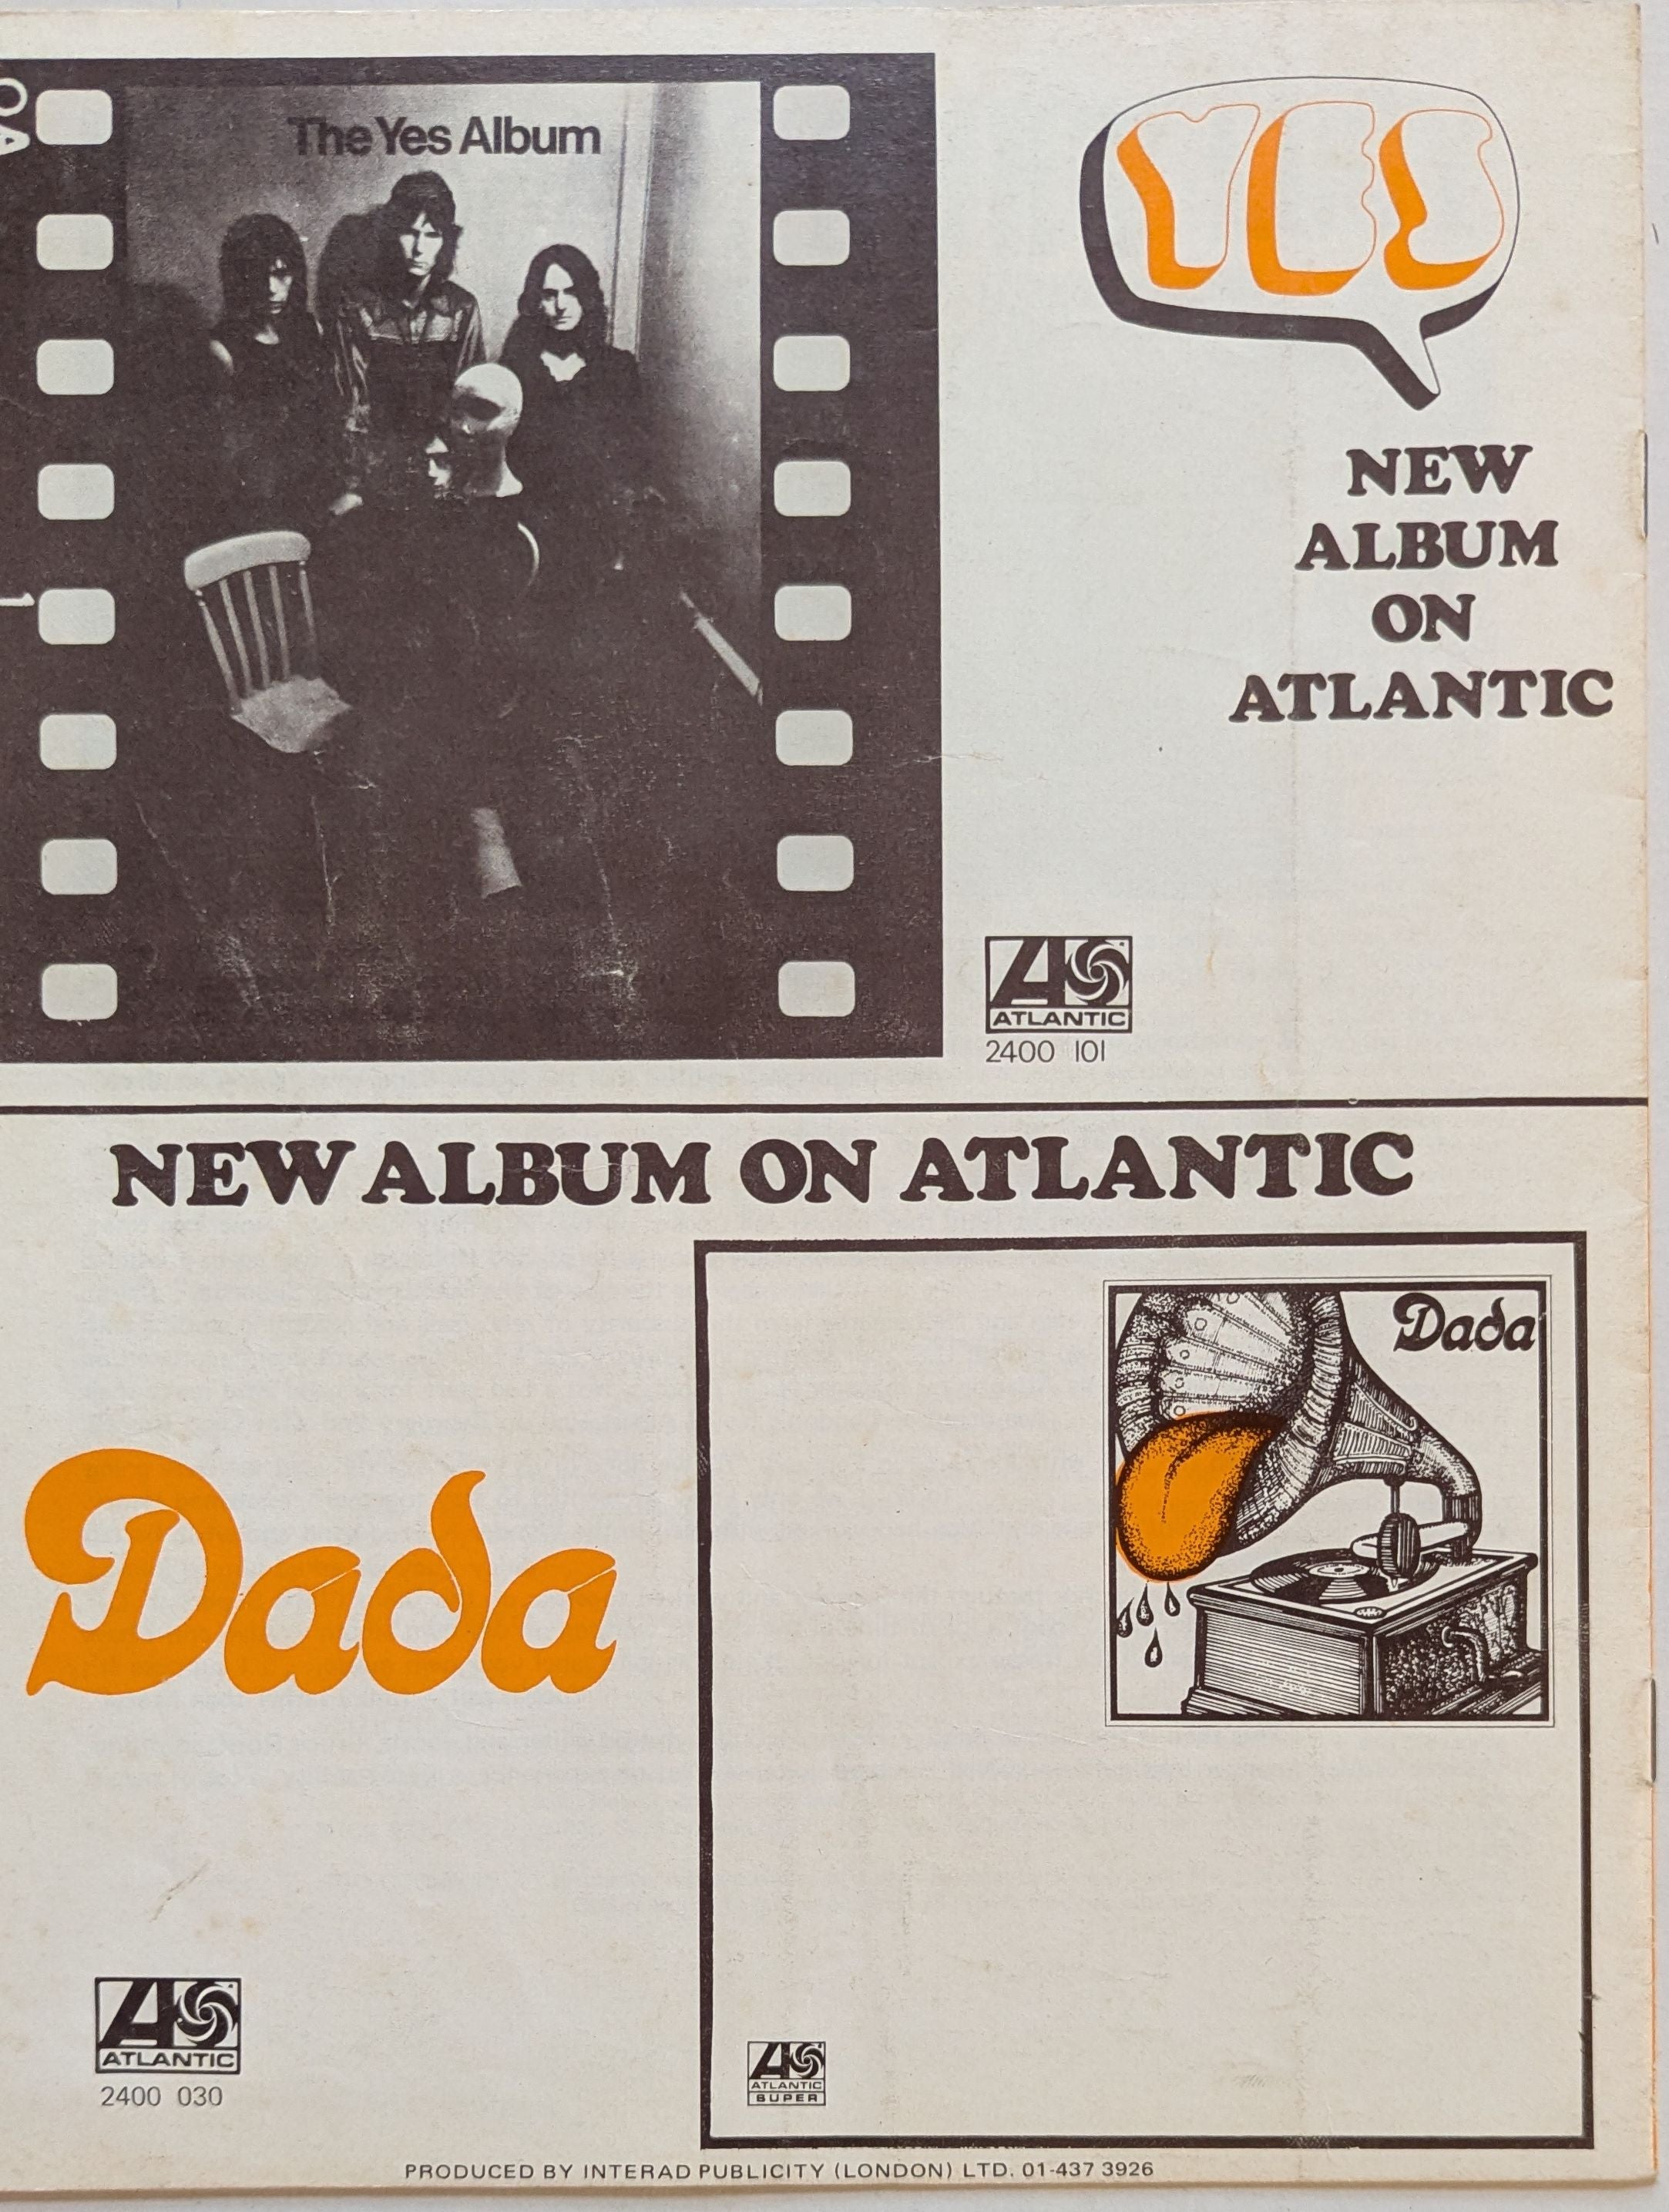 The Yes Album
YES
NEW
ALBUM
ON
ATLANTIC
ATLANTIC
2400 101
1
NEW ALBUM ON ATLANTIC
Dada
Dada
ATLANTIC
2400 030
ATLANTIC
SUPER
PRODUCED BY INTERAD PUBLICITY (LONDON) LTD. 01-437 3926